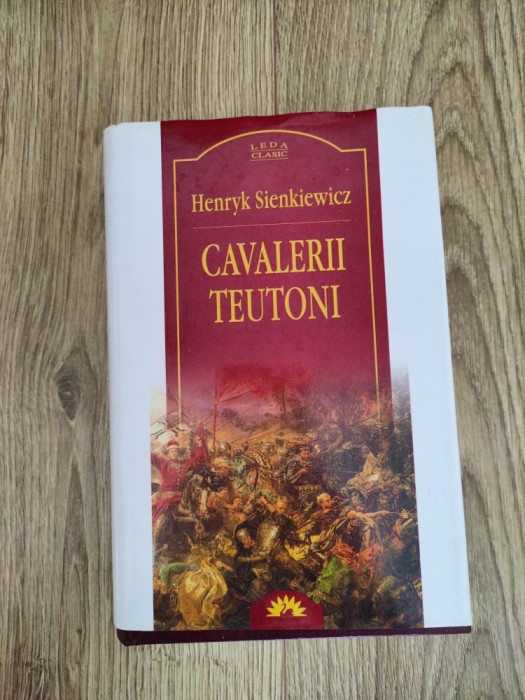 LEDA
CLASIC
Henryk Sienkiewicz
CAVALERII
TEUTONI